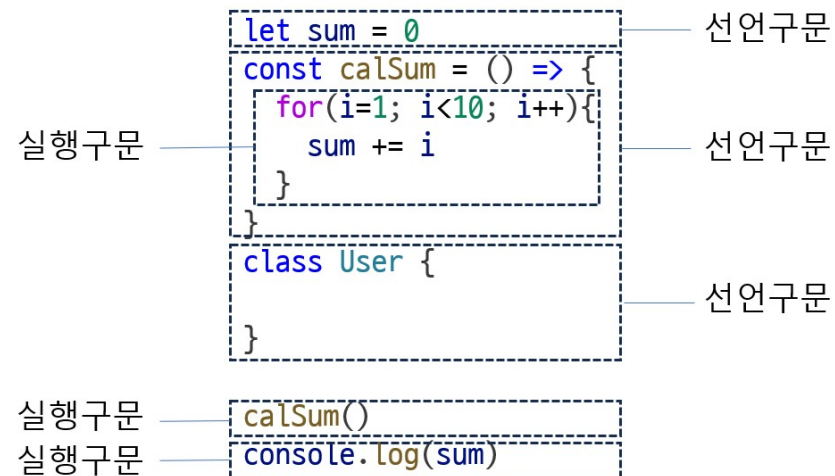 let sum = 0
선언구문
const calSum = () => {
for(i=1; i<10; i++){
실행구문
sum += i
선언구문
}
}
class User {
선언구문
}
실행구문
calSum()
실행구문
console.log(sum)